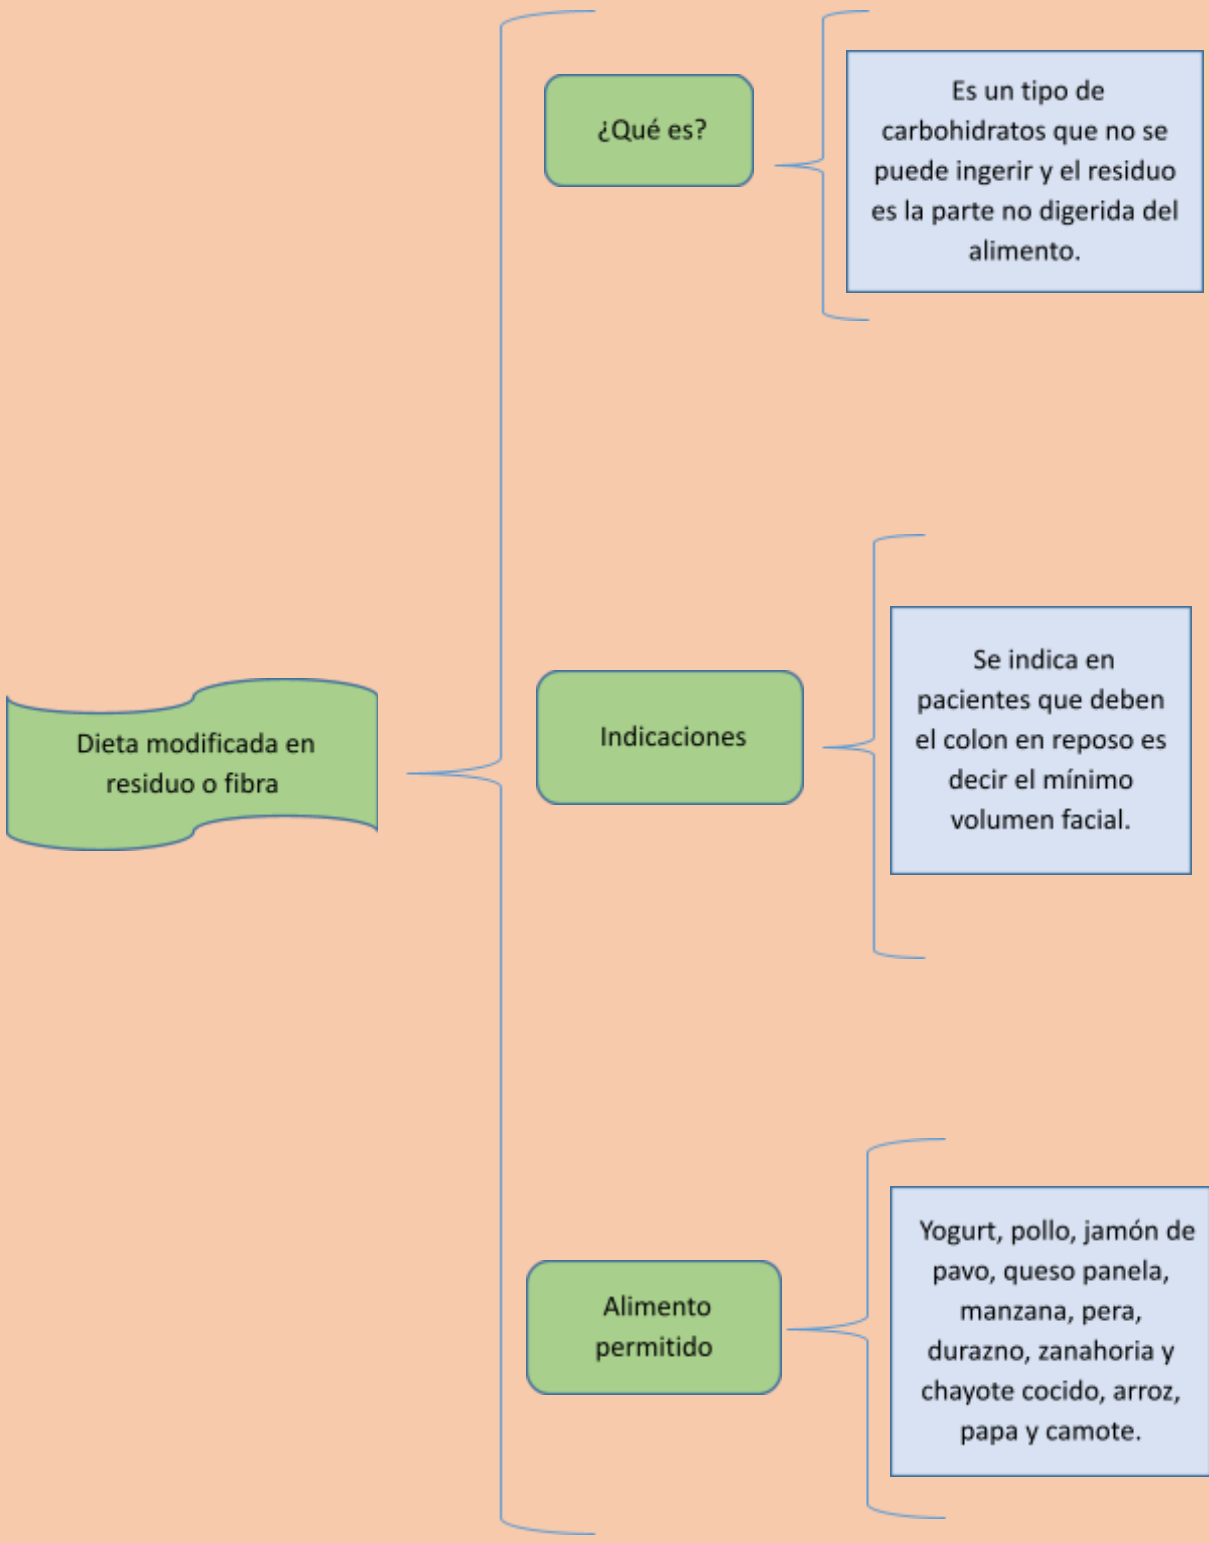 Dieta modificada en
residuo o fibra
¿Qué es?
Es un tipo de
carbohidratos que no se
puede ingerir y el residuo
es la parte no digerida del
alimento.
Indicaciones
Se indica en
pacientes que deben
el colon en reposo es
decir el mínimo
volumen facial.
Alimento
permitido
Yogurt, pollo, jamón de
pavo, queso panela,
manzana, pera,
durazno, zanahoria y
chayote cocido, arroz,
papa y camote.